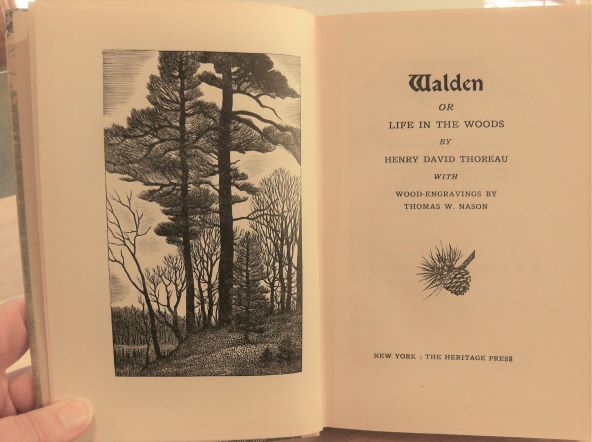 Walden
OR
LIFE IN THE WOODS
BY
HENRY DAVID THOREAU
WITH
WOOD-ENGRAVINGS BY
THOMAS W. NASON
NEW YORK : THE HERITAGE PRESS